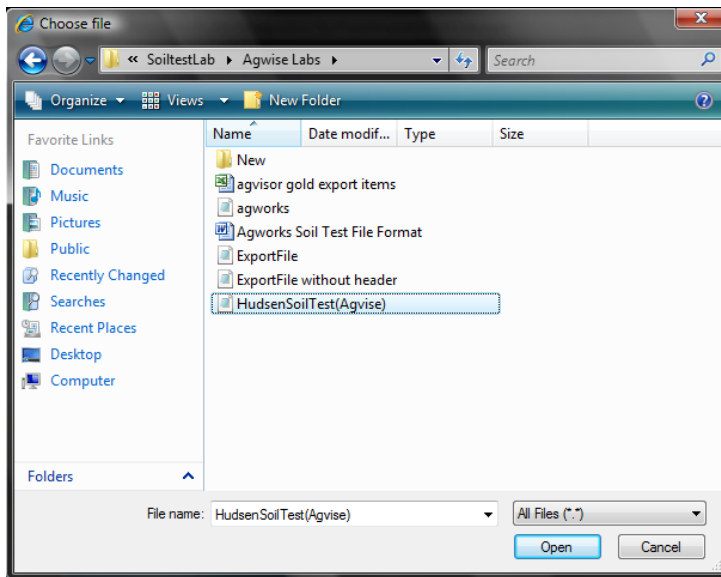 Choose file
« SoiltestLab ▸ Agwise Labs ▸ Search
Organize Views New Folder
Favorite Links
Documents
Music
Pictures
Public
Recently Changed
Searches
Recent Places
Desktop
Computer
Folders
Name Date modif... Type Size
New
agvisor gold export items
agworks
Agworks Soil Test File Format
ExportFile
ExportFile without header
HudsenSoilTest(Agvise)
File name: HudsenSoilTest(Agvise) All Files (*.*)
Open Cancel